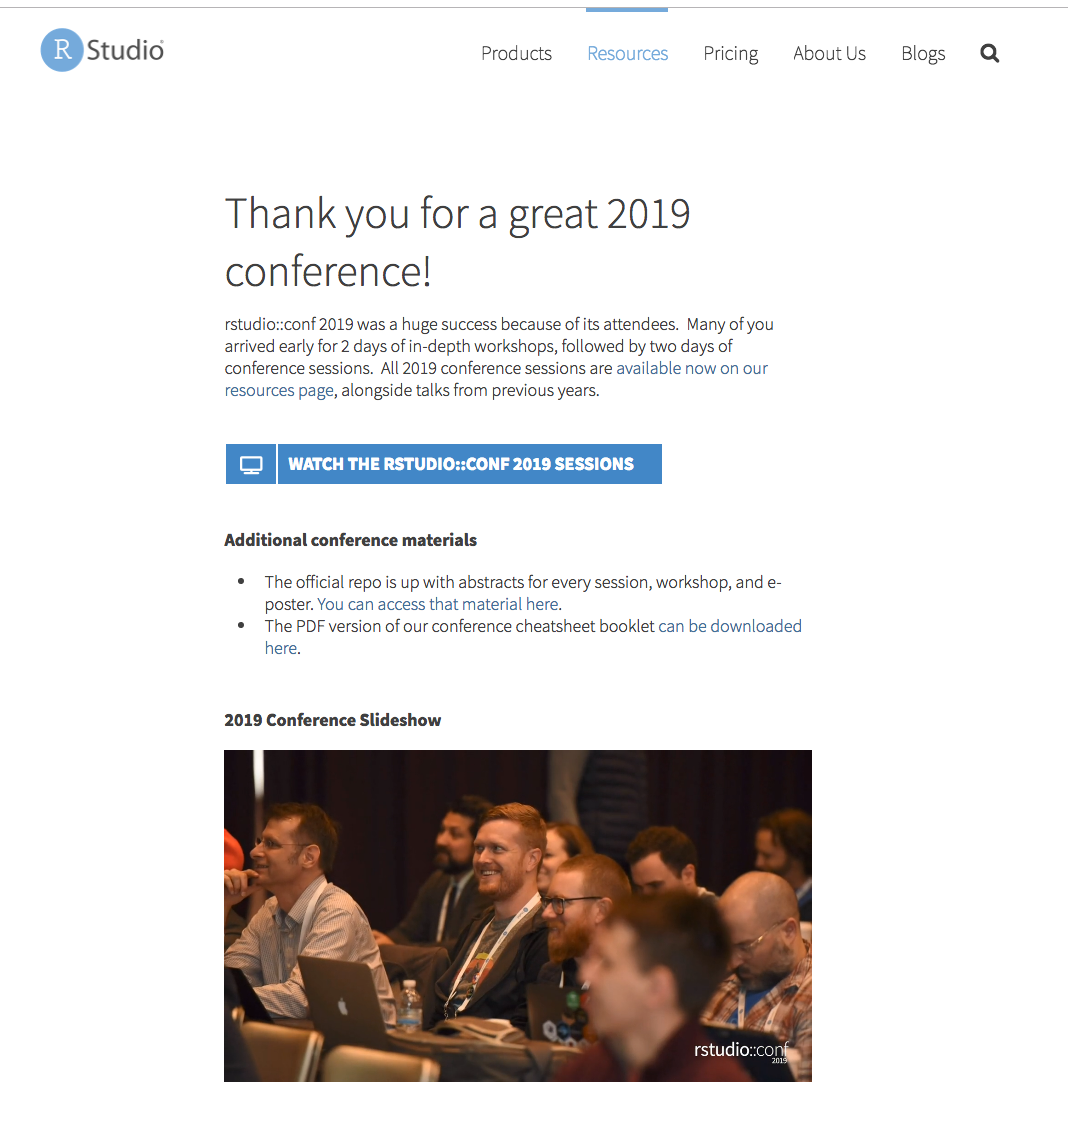 R Studio®
Products Resources Pricing About Us Blogs
Thank you for a great 2019
conference!
rstudio::conf 2019 was a huge success because of its attendees.  Many of you
arrived early for 2 days of in-depth workshops, followed by two days of
conference sessions.  All 2019 conference sessions are available now on our
resources page, alongside talks from previous years.
WATCH THE RSTUDIO::CONF 2019 SESSIONS
Additional conference materials
• The official repo is up with abstracts for every session, workshop, and e-
poster. You can access that material here.
• The PDF version of our conference cheatsheet booklet can be downloaded
here.
2019 Conference Slideshow
rstudio::conf
2019